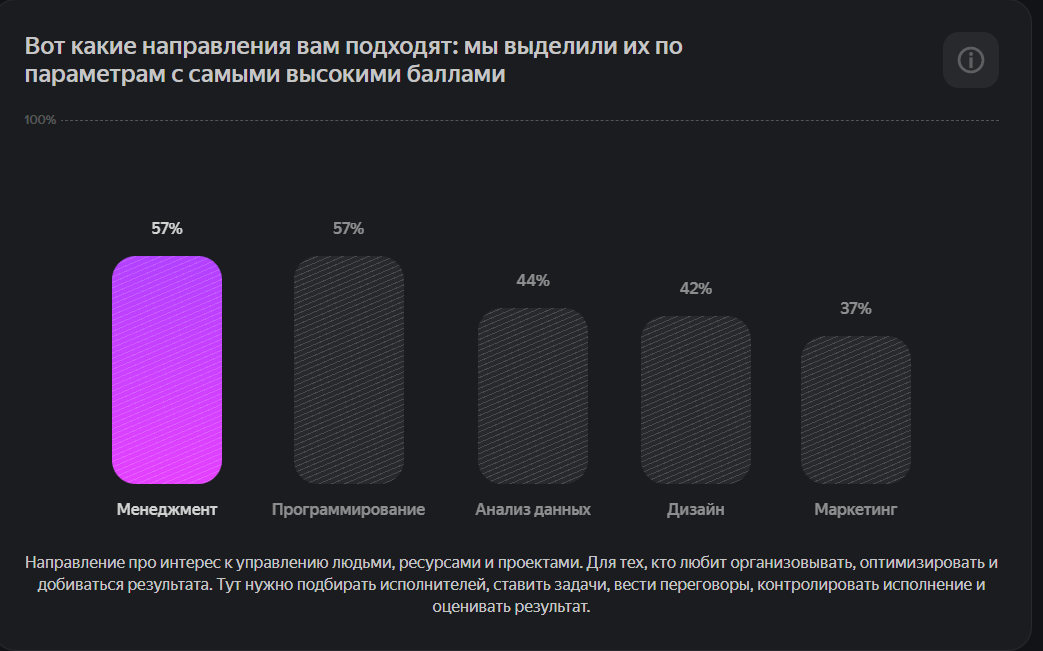 Вот какие направления вам подходят: мы выделили их по
параметрам с самыми высокими баллами
100%
57%
57%
44%
42%
37%
Менеджмент
Программирование
Анализ данных
Дизайн
Маркетинг
Направление про интерес к управлению людьми, ресурсами и проектами. Для тех, кто любит организовывать, оптимизировать и
добиваться результата. Тут нужно подбирать исполнителей, ставить задачи, вести переговоры, контролировать исполнение и
оценивать результат.